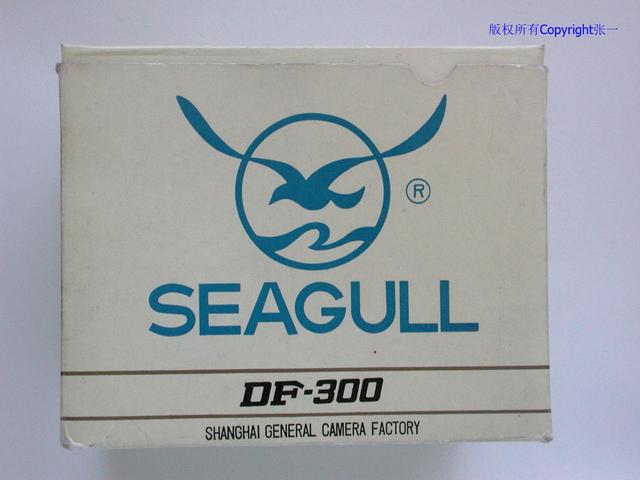 版权所有Copyright张一
®
SEAGULL
DF-300
SHANGHAI GENERAL CAMERA FACTORY